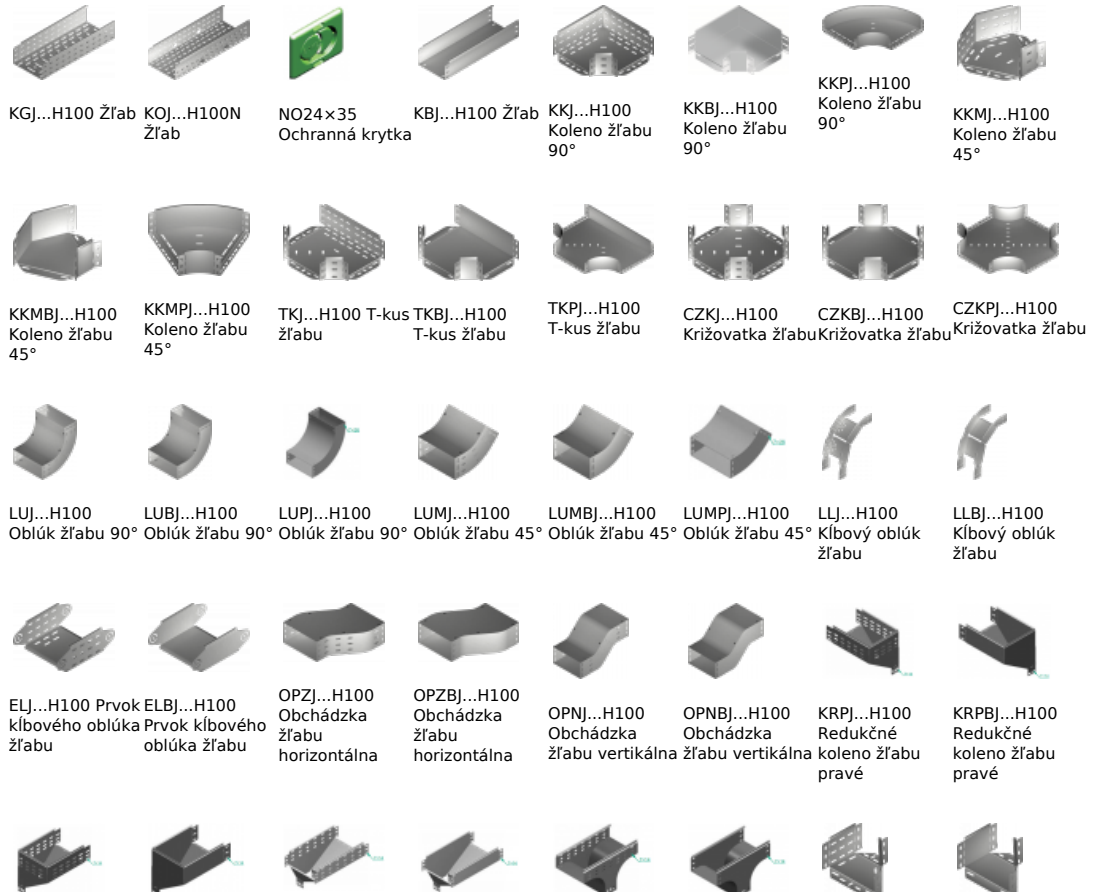 KGJ...H100 Žľab
KOJ...H100N
Žľab
NO24×35
Ochranná krytka
KBJ...H100 Žľab
KKJ...H100
Koleno žľabu
90°
KKBJ...H100
Koleno žľabu
90°
KKPJ...H100
Koleno žľabu
90°
KKMJ...H100
Koleno žľabu
45°
KKMBJ...H100
Koleno žľabu
45°
KKMPJ...H100
Koleno žľabu
45°
TKJ...H100 T-kus
žľabu
TKBJ...H100
T-kus žľabu
TKPJ...H100
T-kus žľabu
CZKJ...H100
Križovatka žľabu
CZKBJ...H100
Križovatka žľabu
CZKPJ...H100
Križovatka žľabu
LUJ...H100
Oblúk žľabu 90°
LUBJ...H100
Oblúk žľabu 90°
LUPJ...H100
Oblúk žľabu 90°
LUMJ...H100
Oblúk žľabu 45°
LUMBJ...H100
Oblúk žľabu 45°
LUMPJ...H100
Oblúk žľabu 45°
LLJ...H100
Kĺbový oblúk
žľabu
LLBJ...H100
Kĺbový oblúk
žľabu
ELJ...H100 Prvok
kĺbového oblúka
žľabu
ELBJ...H100
Prvok kĺbového
oblúka žľabu
OPZJ...H100
Obchádzka
žľabu
horizontálna
OPZBJ...H100
Obchádzka
žľabu
horizontálna
OPNJ...H100
Obchádzka
žľabu vertikálna
OPNBJ...H100
Obchádzka
žľabu vertikálna
KRPJ...H100
Redukčné
koleno žľabu
pravé
KRPBJ...H100
Redukčné
koleno žľabu
pravé